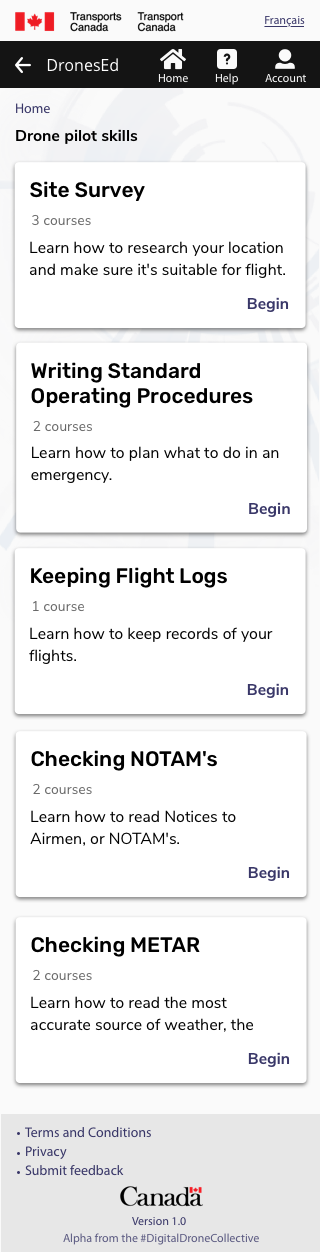 Transports Canada
Transport Canada
Français
DronesEd
Home
Help
Account
Home
Drone pilot skills
Site Survey
3 courses
Learn how to research your location
and make sure it's suitable for flight.
Begin
Writing Standard
Operating Procedures
2 courses
Learn how to plan what to do in an
emergency.
Begin
Keeping Flight Logs
1 course
Learn how to keep records of your
flights.
Begin
Checking NOTAM's
2 courses
Learn how to read Notices to
Airmen, or NOTAM's.
Begin
Checking METAR
2 courses
Learn how to read the most
accurate source of weather, the
Begin
• Terms and Conditions
• Privacy
• Submit feedback
Canada
Version 1.0
Alpha from the #DigitalDroneCollective